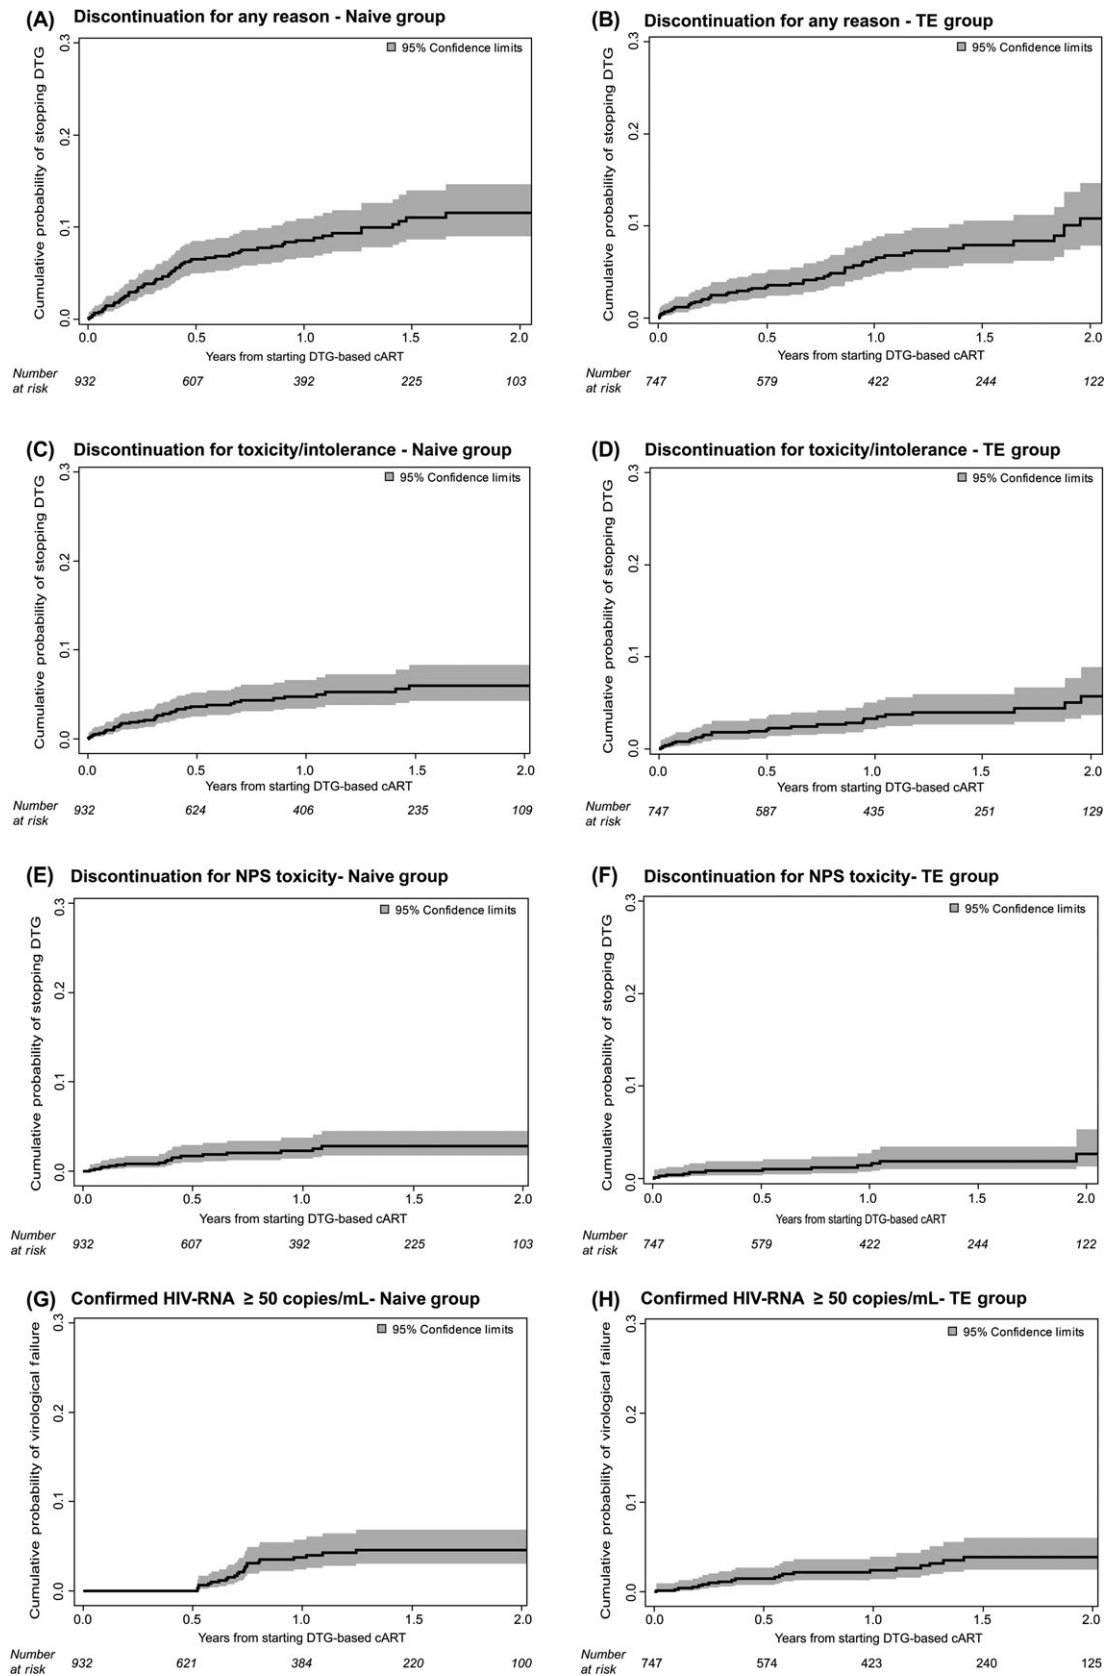 (A) Discontinuation for any reason - Naive group
95% Confidence limits
Cumulative probability of stopping DTG
0.3
0.2
0.1
0.0
0.0 0.5 1.0 1.5 2.0
Years from starting DTG-based cART
Number at risk 932 607 392 225 103
(B) Discontinuation for any reason - TE group
95% Confidence limits
Cumulative probability of stopping DTG
0.3
0.2
0.1
0.0
0.0 0.5 1.0 1.5 2.0
Years from starting DTG-based cART
Number at risk 747 579 422 244 122
(C) Discontinuation for toxicity/intolerance - Naive group
95% Confidence limits
Cumulative probability of stopping DTG
0.3
0.2
0.1
0.0
0.0 0.5 1.0 1.5 2.0
Years from starting DTG-based cART
Number at risk 932 624 406 235 109
(D) Discontinuation for toxicity/intolerance - TE group
95% Confidence limits
Cumulative probability of stopping DTG
0.3
0.2
0.1
0.0
0.0 0.5 1.0 1.5 2.0
Years from starting DTG-based cART
Number at risk 747 587 435 251 129
(E) Discontinuation for NPS toxicity- Naive group
95% Confidence limits
Cumulative probability of stopping DTG
0.3
0.2
0.1
0.0
0.0 0.5 1.0 1.5 2.0
Years from starting DTG-based cART
Number at risk 932 607 392 225 103
(F) Discontinuation for NPS toxicity- TE group
95% Confidence limits
Cumulative probability of stopping DTG
0.3
0.2
0.1
0.0
0.0 0.5 1.0 1.5 2.0
Years from starting DTG-based cART
Number at risk 747 579 422 244 122
(G) Confirmed HIV-RNA ≥ 50 copies/mL- Naive group
95% Confidence limits
Cumulative probability of virological failure
0.3
0.2
0.1
0.0
0.0 0.5 1.0 1.5 2.0
Years from starting DTG-based cART
Number at risk 932 621 384 220 100
(H) Confirmed HIV-RNA ≥ 50 copies/mL- TE group
95% Confidence limits
Cumulative probability of virological failure
0.3
0.2
0.1
0.0
0.0 0.5 1.0 1.5 2.0
Years from starting DTG-based cART
Number at risk 747 574 423 240 125